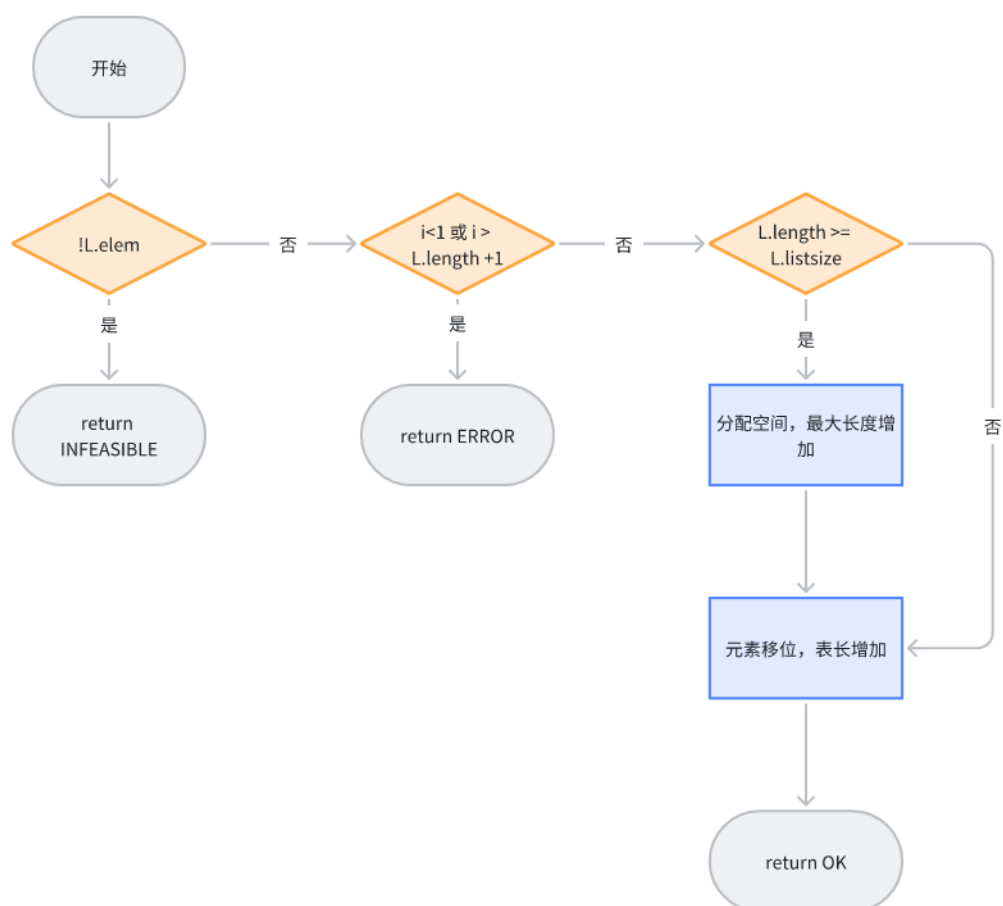 开始
!L.elem
否
i<1 或 i >
L.length +1
否
L.length >=
L.listsize
是
是
是
否
return
INFEASIBLE
return ERROR
分配空间，最大长度增
加
元素移位，表长增加
return OK